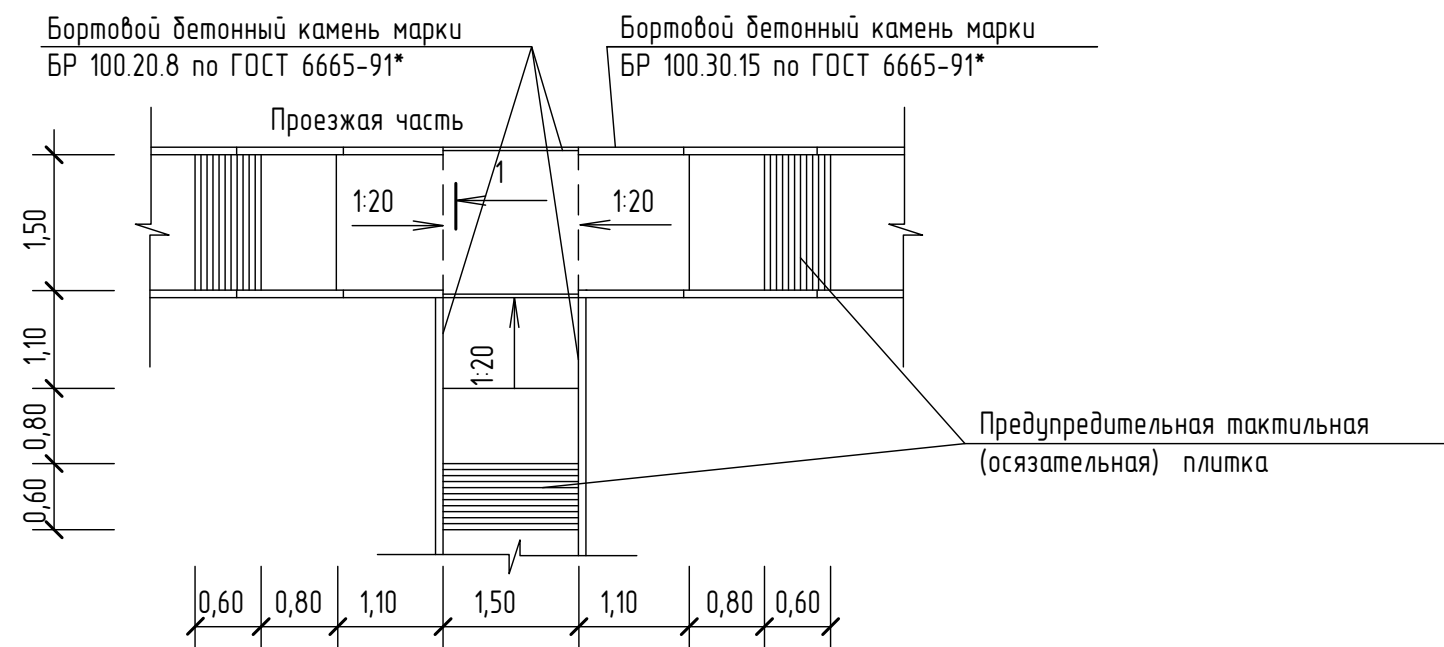 Бортовой бетонный камень марки
БР 100.20.8 по ГОСТ 6665-91*
Бортовой бетонный камень марки
БР 100.30.15 по ГОСТ 6665-91*
Проезжая часть
1:20
1
1:20
1,50
1,10
1:20
0,80
0,60
Предупредительная тактильная
(осязательная) плитка
0,60 0,80 1,10 1,50 1,10 0,80 0,60